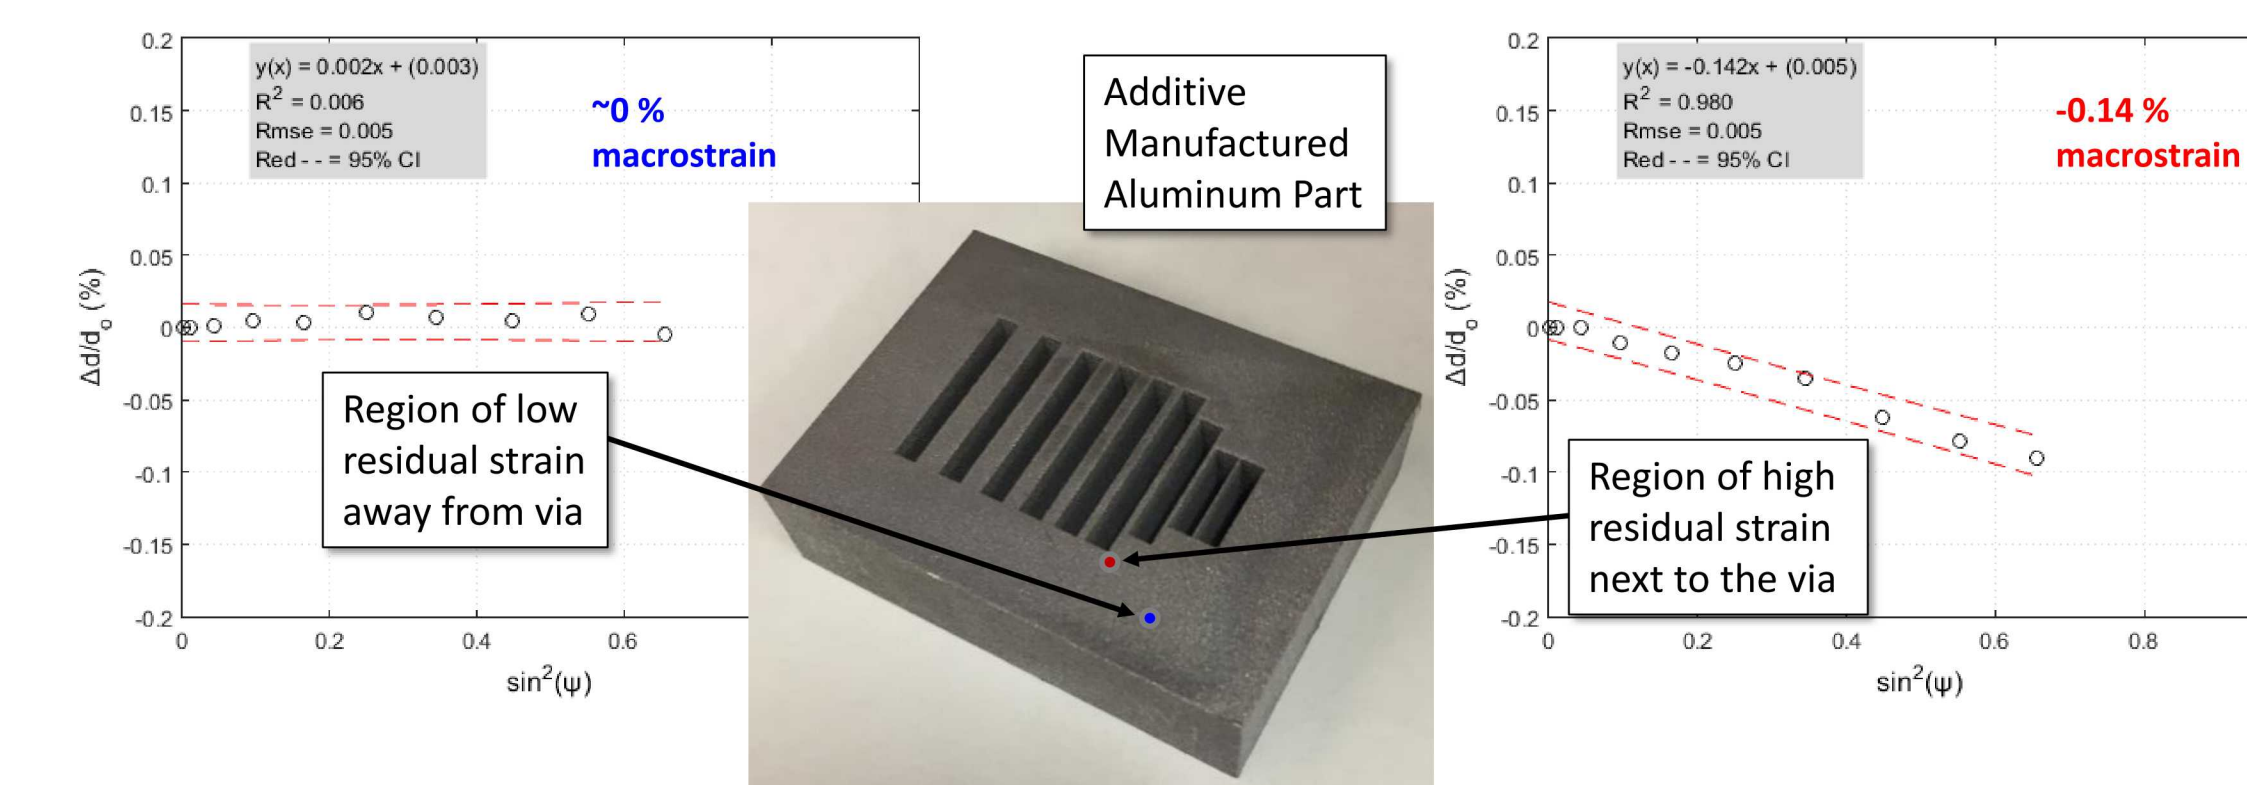 y(x) = 0.002x + (0.003)
R² = 0.006
Rmse = 0.005
Red - - = 95% CI
~0 %
macrostrain
0.2
0.15
0.1
0.05
0
-0.05
-0.1
-0.15
-0.2
Δd/dₒ (%)
0
0.2
0.4
0.6
sin²(ψ)
Region of low
residual strain
away from via
Additive
Manufactured
Aluminum Part
y(x) = -0.142x + (0.005)
R² = 0.980
Rmse = 0.005
Red - - = 95% CI
-0.14 %
macrostrain
0.2
0.15
0.1
0.05
0
-0.05
-0.1
-0.15
-0.2
Δd/dₒ (%)
0
0.2
0.4
0.6
0.8
sin²(ψ)
Region of high
residual strain
next to the via